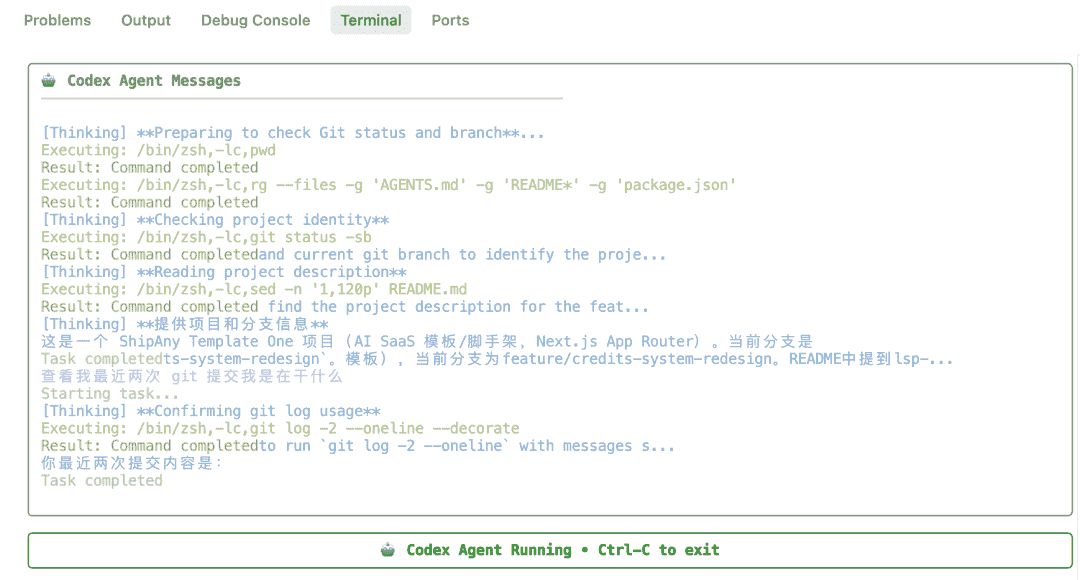 Problems Output Debug Console Terminal Ports
Codex Agent Messages
[Thinking] **Preparing to check Git status and branch**...
Executing: /bin/zsh,-lc,pwd
Result: Command completed
Executing: /bin/zsh,-lc,rg --files -g 'AGENTS.md' -g 'README*' -g 'package.json'
Result: Command completed
[Thinking] **Checking project identity**
Executing: /bin/zsh,-lc,git status -sb
Result: Command completedand current git branch to identify the proje...
[Thinking] **Reading project description**
Executing: /bin/zsh,-lc,sed -n '1,120p' README.md
Result: Command completed find the project description for the feat...
[Thinking] **提供项目和分支信息**
这是一个 ShipAny Template One 项目（AI SaaS 模板/脚手架，Next.js App Router）。当前分支是
Task completedts-system-redesign`。模板），当前分支为feature/credits-system-redesign。README中提到lsp-...
查看我最近两次 git 提交我是在干什么
Starting task...
[Thinking] **Confirming git log usage**
Executing: /bin/zsh,-lc,git log -2 --oneline --decorate
Result: Command completedto run `git log -2 --oneline` with messages s...
你最近两次提交内容是：
Task completed
Codex Agent Running • Ctrl-C to exit